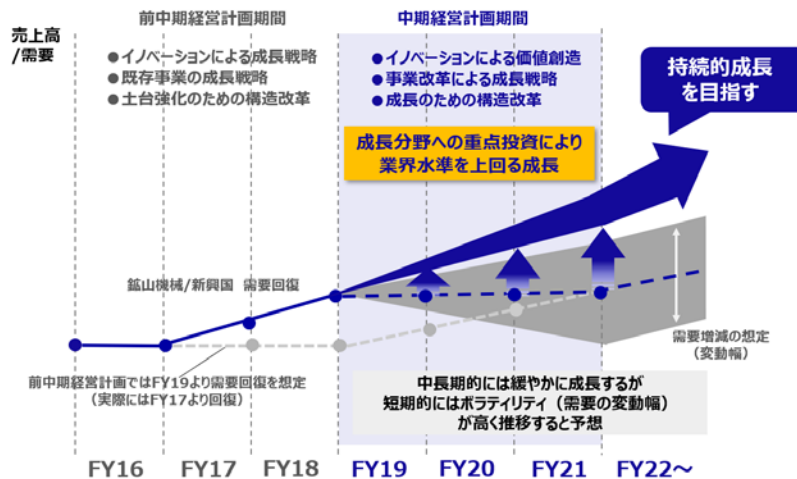 前中期経営計画期間
中期経営計画期間
売上高
/需要
●イノベーションによる成長戦略
●既存事業の成長戦略
●土台強化のための構造改革
●イノベーションによる価値創造
●事業改革による成長戦略
●成長のための構造改革
持続的成長
を目指す
成長分野への重点投資により
業界水準を上回る成長
鉱山機械/新興国 需要回復
需要増減の想定
（変動幅）
前中期経営計画ではFY19より需要回復を想定
（実際にはFY17より回復）
中長期的には緩やかに成長するが
短期的にはボラティリティ（需要の変動幅）
が高く推移すると予想
FY16
FY17
FY18
FY19
FY20
FY21
FY22～